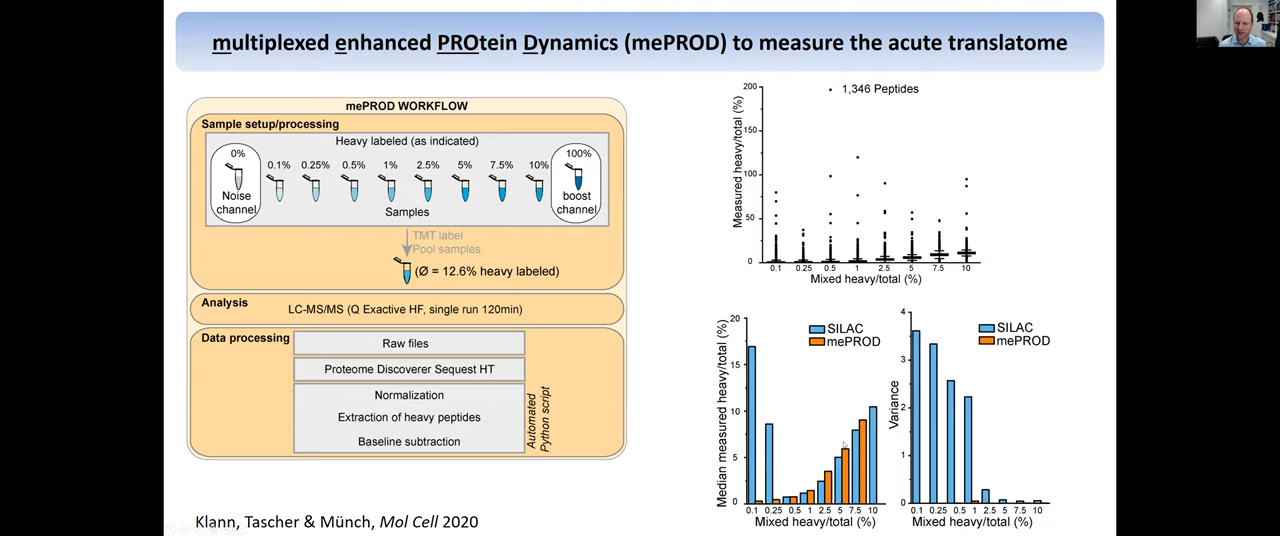 multiplexed enhanced PROtein Dynamics (mePROD) to measure the acute translatome
mePROD WORKFLOW
Sample setup/processing
Heavy labeled (as indicated)
0%
0.1%
0.25%
0.5%
1%
2.5%
5%
7.5%
10%
100%
Noise
channel
boost
channel
Samples
TMT label
Pool samples
(Ø = 12.6% heavy labeled)
Analysis
LC-MS/MS (Q Exactive HF, single run 120min)
Data processing
Raw files
Proteome Discoverer Sequest HT
Normalization
Extraction of heavy peptides
Baseline subtraction
Automated
Python script
Klann, Tascher & Münch, Mol Cell 2020
Measured heavy/total (%)
200
150
100
50
0
1,346 Peptides
0.1 0.25 0.5 1 2.5 5 7.5 10
Mixed heavy/total (%)
Median measured heavy/total (%)
20
15
10
5
0
SILAC
mePROD
0.1 0.25 0.5 1 2.5 5 7.5 10
Mixed heavy/total (%)
Variance
4
3
2
1
0
SILAC
mePROD
0.1 0.25 0.5 1 2.5 5 7.5 10
Mixed heavy/total (%)